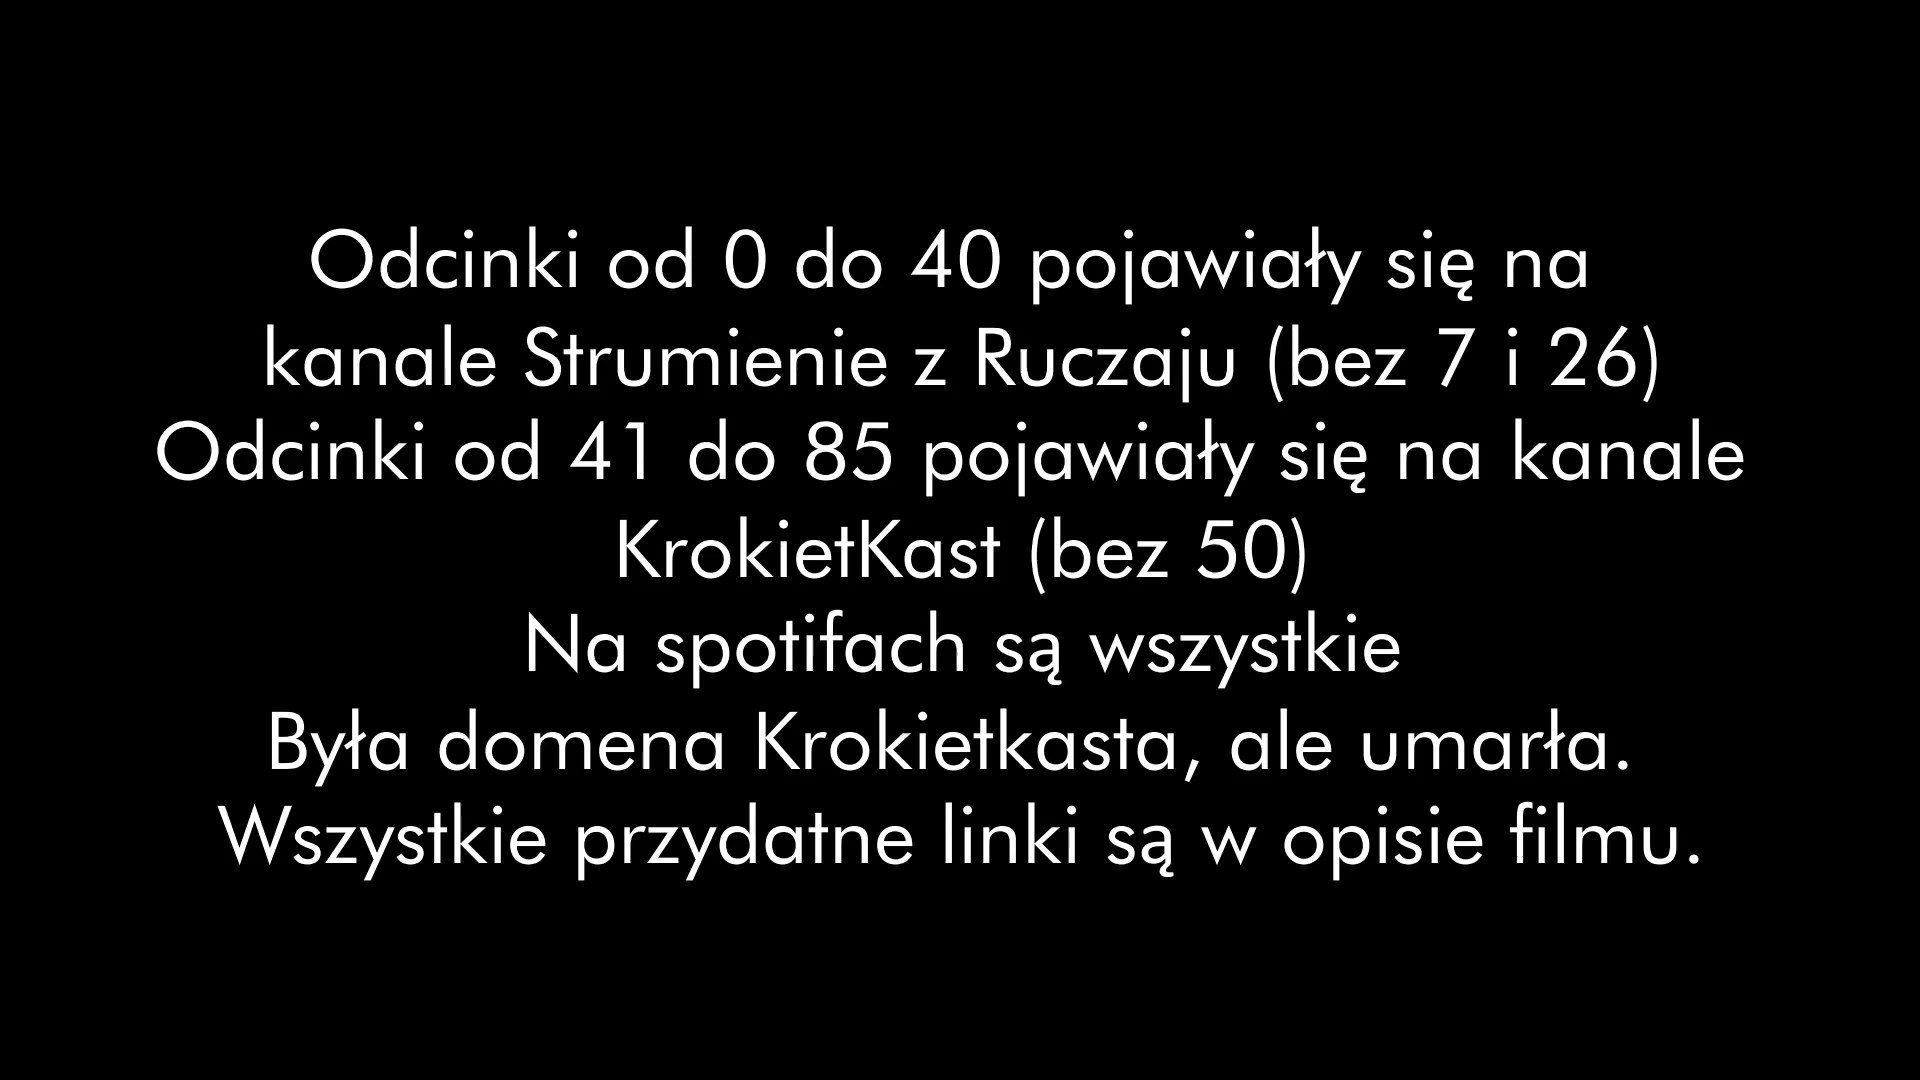 Odcinki od 0 do 40 pojawiały się na
kanale Strumienie z Ruczaju (bez 7 i 26)
Odcinki od 41 do 85 pojawiały się na kanale
KrokietKast (bez 50)
Na spotifach są wszystkie
Była domena Krokietkasta, ale umarła.
Wszystkie przydatne linki są w opisie filmu.